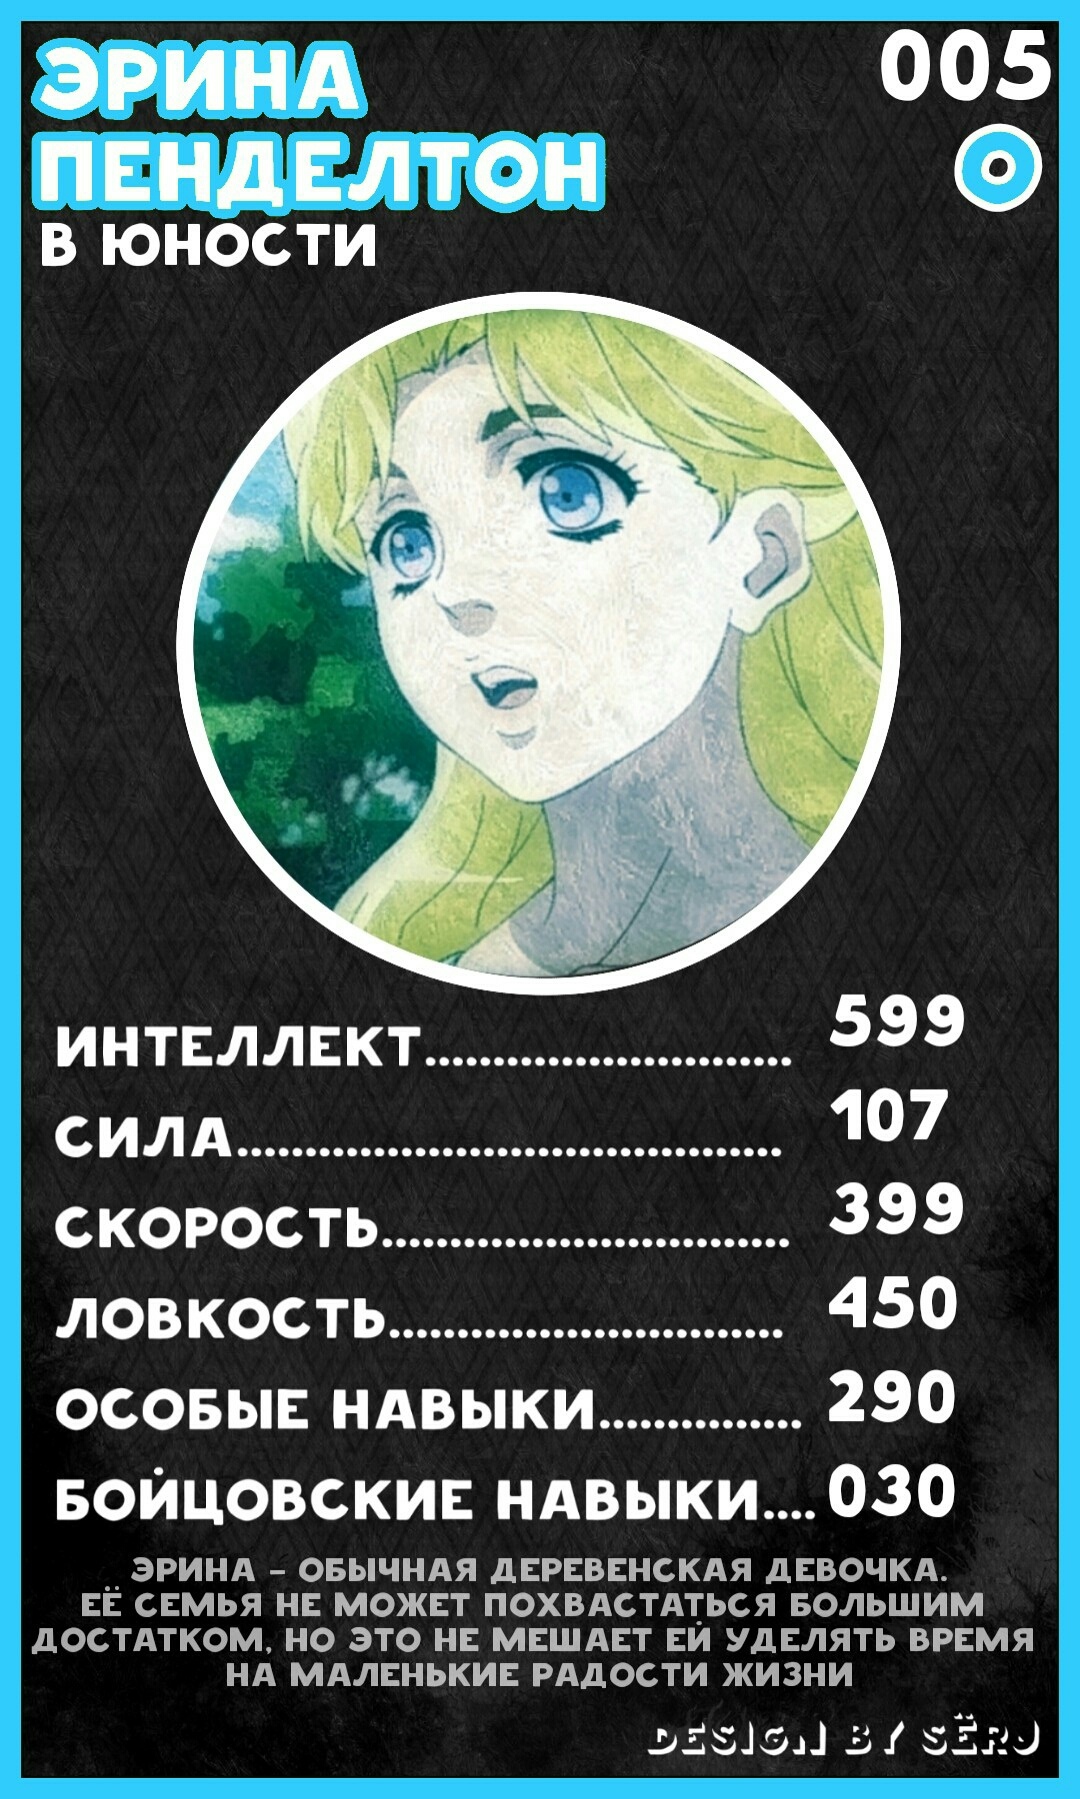 ЭРИНА
005
ПЕНДЕЛТОН
В ЮНОСТИ
ИНТЕЛЛЕКТ........................... 599
СИЛА........................................ 107
СКОРОСТЬ.............................. 399
ЛОВКОСТЬ............................. 450
ОСОБЫЕ НАВЫКИ............... 290
БОЙЦОВСКИЕ НАВЫКИ.... 030
ЭРИНА - ОБЫЧНАЯ ДЕРЕВЕНСКАЯ ДЕВОЧКА.
ЕЁ СЕМЬЯ НЕ МОЖЕТ ПОХВАСТАТЬСЯ БОЛЬШИМ
ДОСТАТКОМ, НО ЭТО НЕ МЕШАЕТ ЕЙ УДЕЛЯТЬ ВРЕМЯ
НА МАЛЕНЬКИЕ РАДОСТИ ЖИЗНИ
DESIGN BY SЁRJ